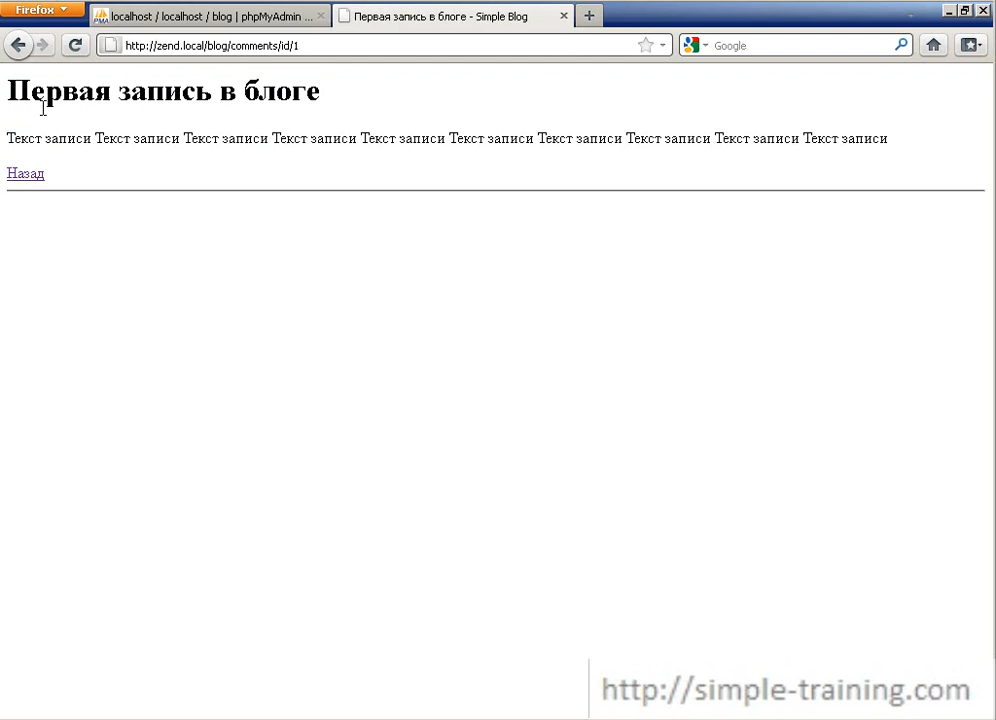 Firefox
localhost / localhost / blog | phpMyAdmin ...
Первая запись в блоге - Simple Blog
http://zend.local/blog/comments/id/1
Google
Первая запись в блоге
Текст записи Текст записи Текст записи Текст записи Текст записи Текст записи Текст записи Текст записи Текст записи Текст записи
Назад
http://simple-training.com